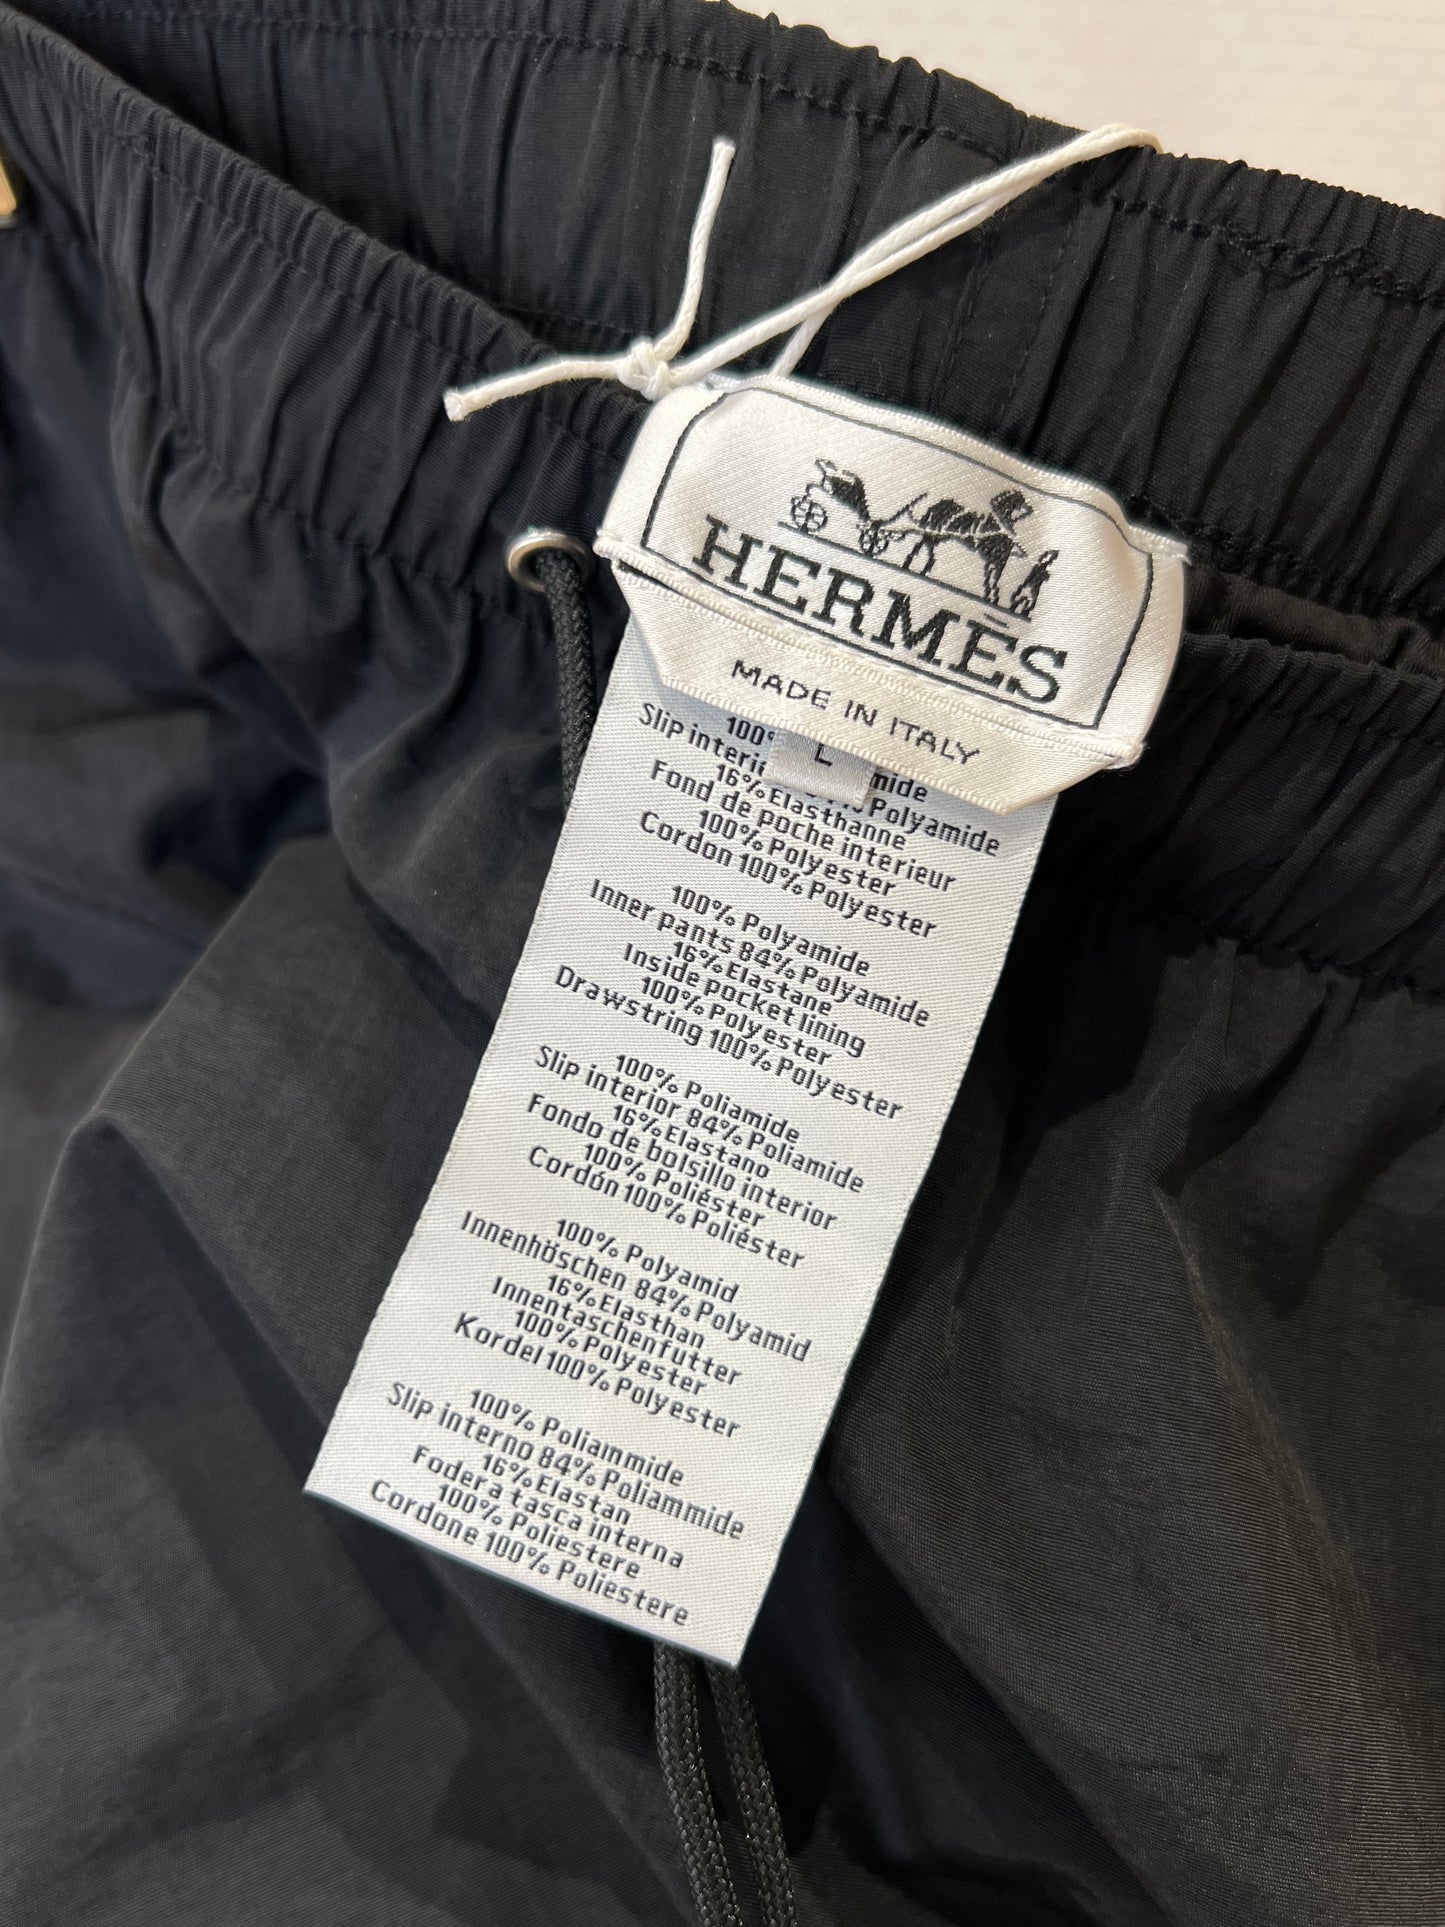 HERMES
MADE IN ITALY
L
100% mide
Slip interi Polyamide
16% Elasthanne
Fond de poche interieur
100% Polyester
Cordon 100% Polyester
100% Polyamide
Inner pants 84% Polyamide
16% Elastane
Inside pocket lining
100% Polyester
Drawstring 100% Polyester
100% Poliamide
Slip interior 84% Poliamide
16% Elastano
Fondo de bolsillo interior
100% Poliéster
Cordón 100% Poliéster
100% Polyamid
Innenhöschen 84% Polyamid
16% Elasthan
Innentaschenfutter
100% Polyester
Kordel 100% Polyester
100% Poliammide
Slip interno 84% Poliammide
16% Elastan
Fodera tasca interna
100% Poliestere
Cordone 100% Poliestere